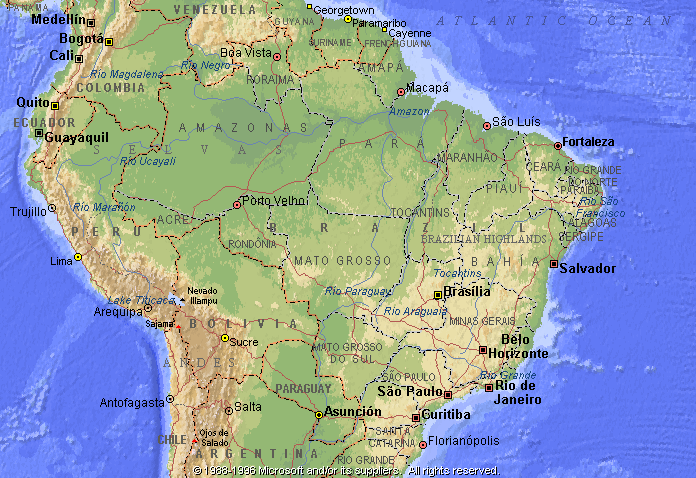 PANAMA
VENEZUELA
Georgetown
ATLANTIC OCEAN
Medellín
GUYANA
Paramaribo
Cayenne
Bogotá
SURINAME
FRENCH GUIANA
Cali
Boa Vista
Rio Negro
AMAPÁ
Rio Magdalena
RORAIMA
COLOMBIA
Macapá
Quito
Amazon
ECUADOR
São Luís
Guayaquil
AMAZONAS
PARÁ
Fortaleza
SELVAS
MARANHÃO
Rio Ucayali
CEARÁ
RIO GRANDE
DO NORTE
PIAUÍ
PARAÍBA
Trujillo
Rio Marañón
Porto Velho
Rio São
Francisco
ACRE
TOCANTINS
ALAGOAS
PERU
BRAZIL
SERGIPE
RONDÔNIA
BRAZILIAN HIGHLANDS
Lima
MATO GROSSO
BAHÍA
Salvador
Tocantins
Nevado
Illampu
Rio Paraguay
Brasília
Lake Titicaca
Arequipa
Rio Araguaia
Sajama
BOLIVIA
MINAS GERAIS
Sucre
Belo
Horizonte
MATO GROSSO
DO SUL
ANDES
Rio Grande
SÃO PAULO
PARAGUAY
Rio de
Janeiro
São Paulo
Antofagasta
Salta
Asunción
Curitiba
Ojos de
Salado
SANTA
CATARINA
CHILE
Florianópolis
ARGENTINA
RIO GRANDE
© 1988-1996 Microsoft and/or its suppliers. All rights reserved.